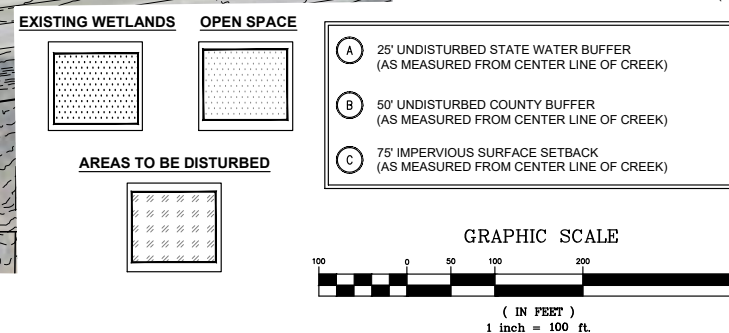 EXISTING WETLANDS
OPEN SPACE
AREAS TO BE DISTURBED
A 25' UNDISTURBED STATE WATER BUFFER
(AS MEASURED FROM CENTER LINE OF CREEK)
B 50' UNDISTURBED COUNTY BUFFER
(AS MEASURED FROM CENTER LINE OF CREEK)
C 75' IMPERVIOUS SURFACE SETBACK
(AS MEASURED FROM CENTER LINE OF CREEK)
GRAPHIC SCALE
100 0 50 100 200
( IN FEET )
1 inch = 100 ft.